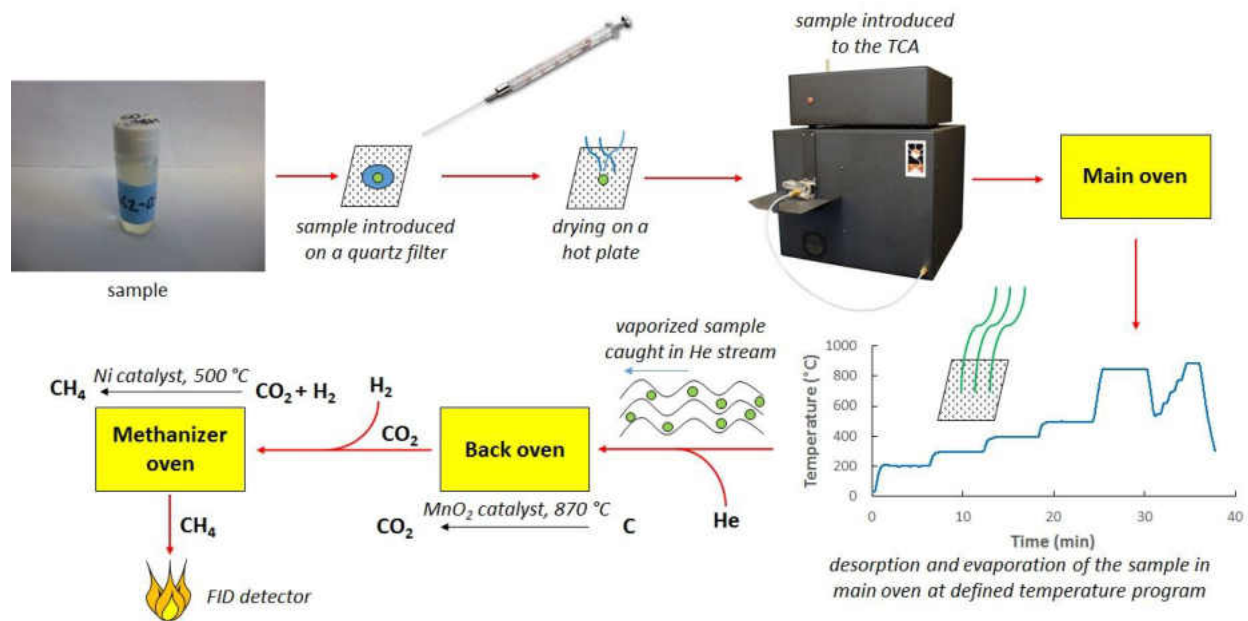 sample introduced
to the TCA
Main oven
sample introduced
on a quartz filter
drying on a
hot plate
sample
vaporized sample
caught in He stream
Ni catalyst, 500 °C
CH₄
CO₂ + H₂
H₂
Methanizer
oven
CO₂
Back oven
MnO₂ catalyst, 870 °C
CO₂
C
He
CH₄
FID detector
Temperature (°C)
1000
800
600
400
200
0
0
10
20
30
40
Time (min)
desorption and evaporation of the sample in
main oven at defined temperature program